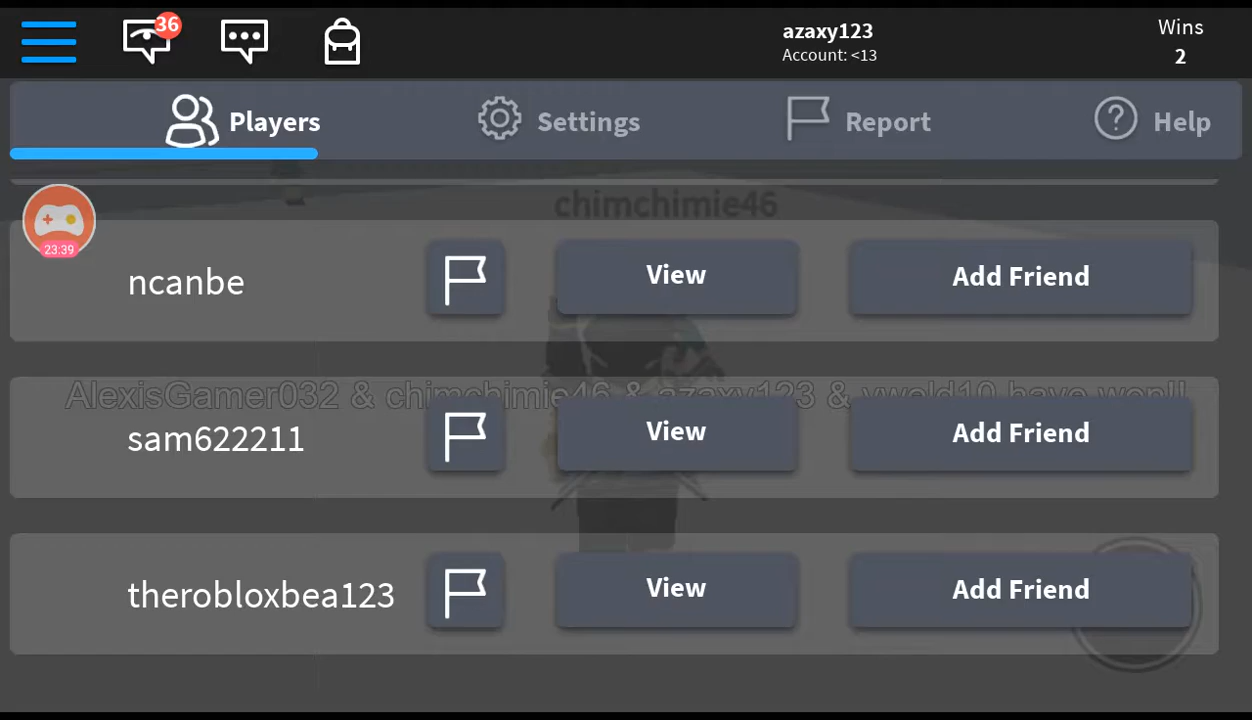 36
azaxy123
Account: <13
Wins
2
Players
Settings
Report
Help
chimchimie46
23:39
ncanbe
View
Add Friend
AlexisGamer032 & chimchimie46 & azaxy123 & ywold10 have won!!
sam622211
View
Add Friend
therobloxbea123
View
Add Friend